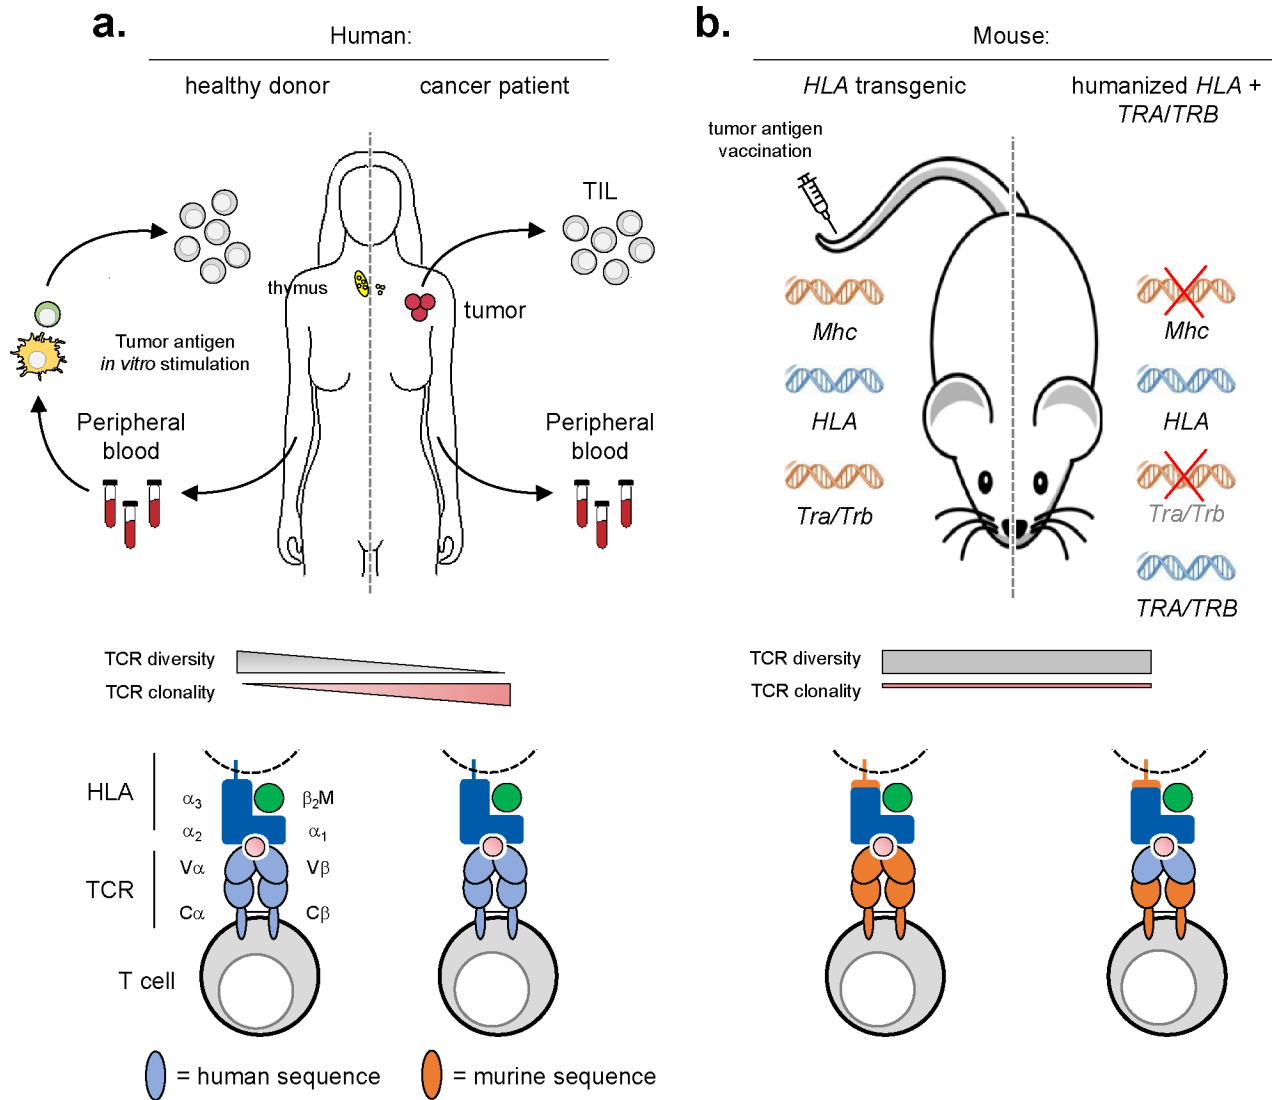 a.
Human:
healthy donor
cancer patient
TIL
thymus
tumor
Tumor antigen
in vitro stimulation
Peripheral
blood
Peripheral
blood
TCR diversity
TCR clonality
HLA
α3
β2M
α2
α1
TCR
Vα
Vβ
Cα
Cβ
T cell
= human sequence
= murine sequence
b.
Mouse:
HLA transgenic
humanized HLA +
TRA/TRB
tumor antigen
vaccination
Mhc
HLA
Tra/Trb
Mhc
HLA
Tra/Trb
TRA/TRB
TCR diversity
TCR clonality